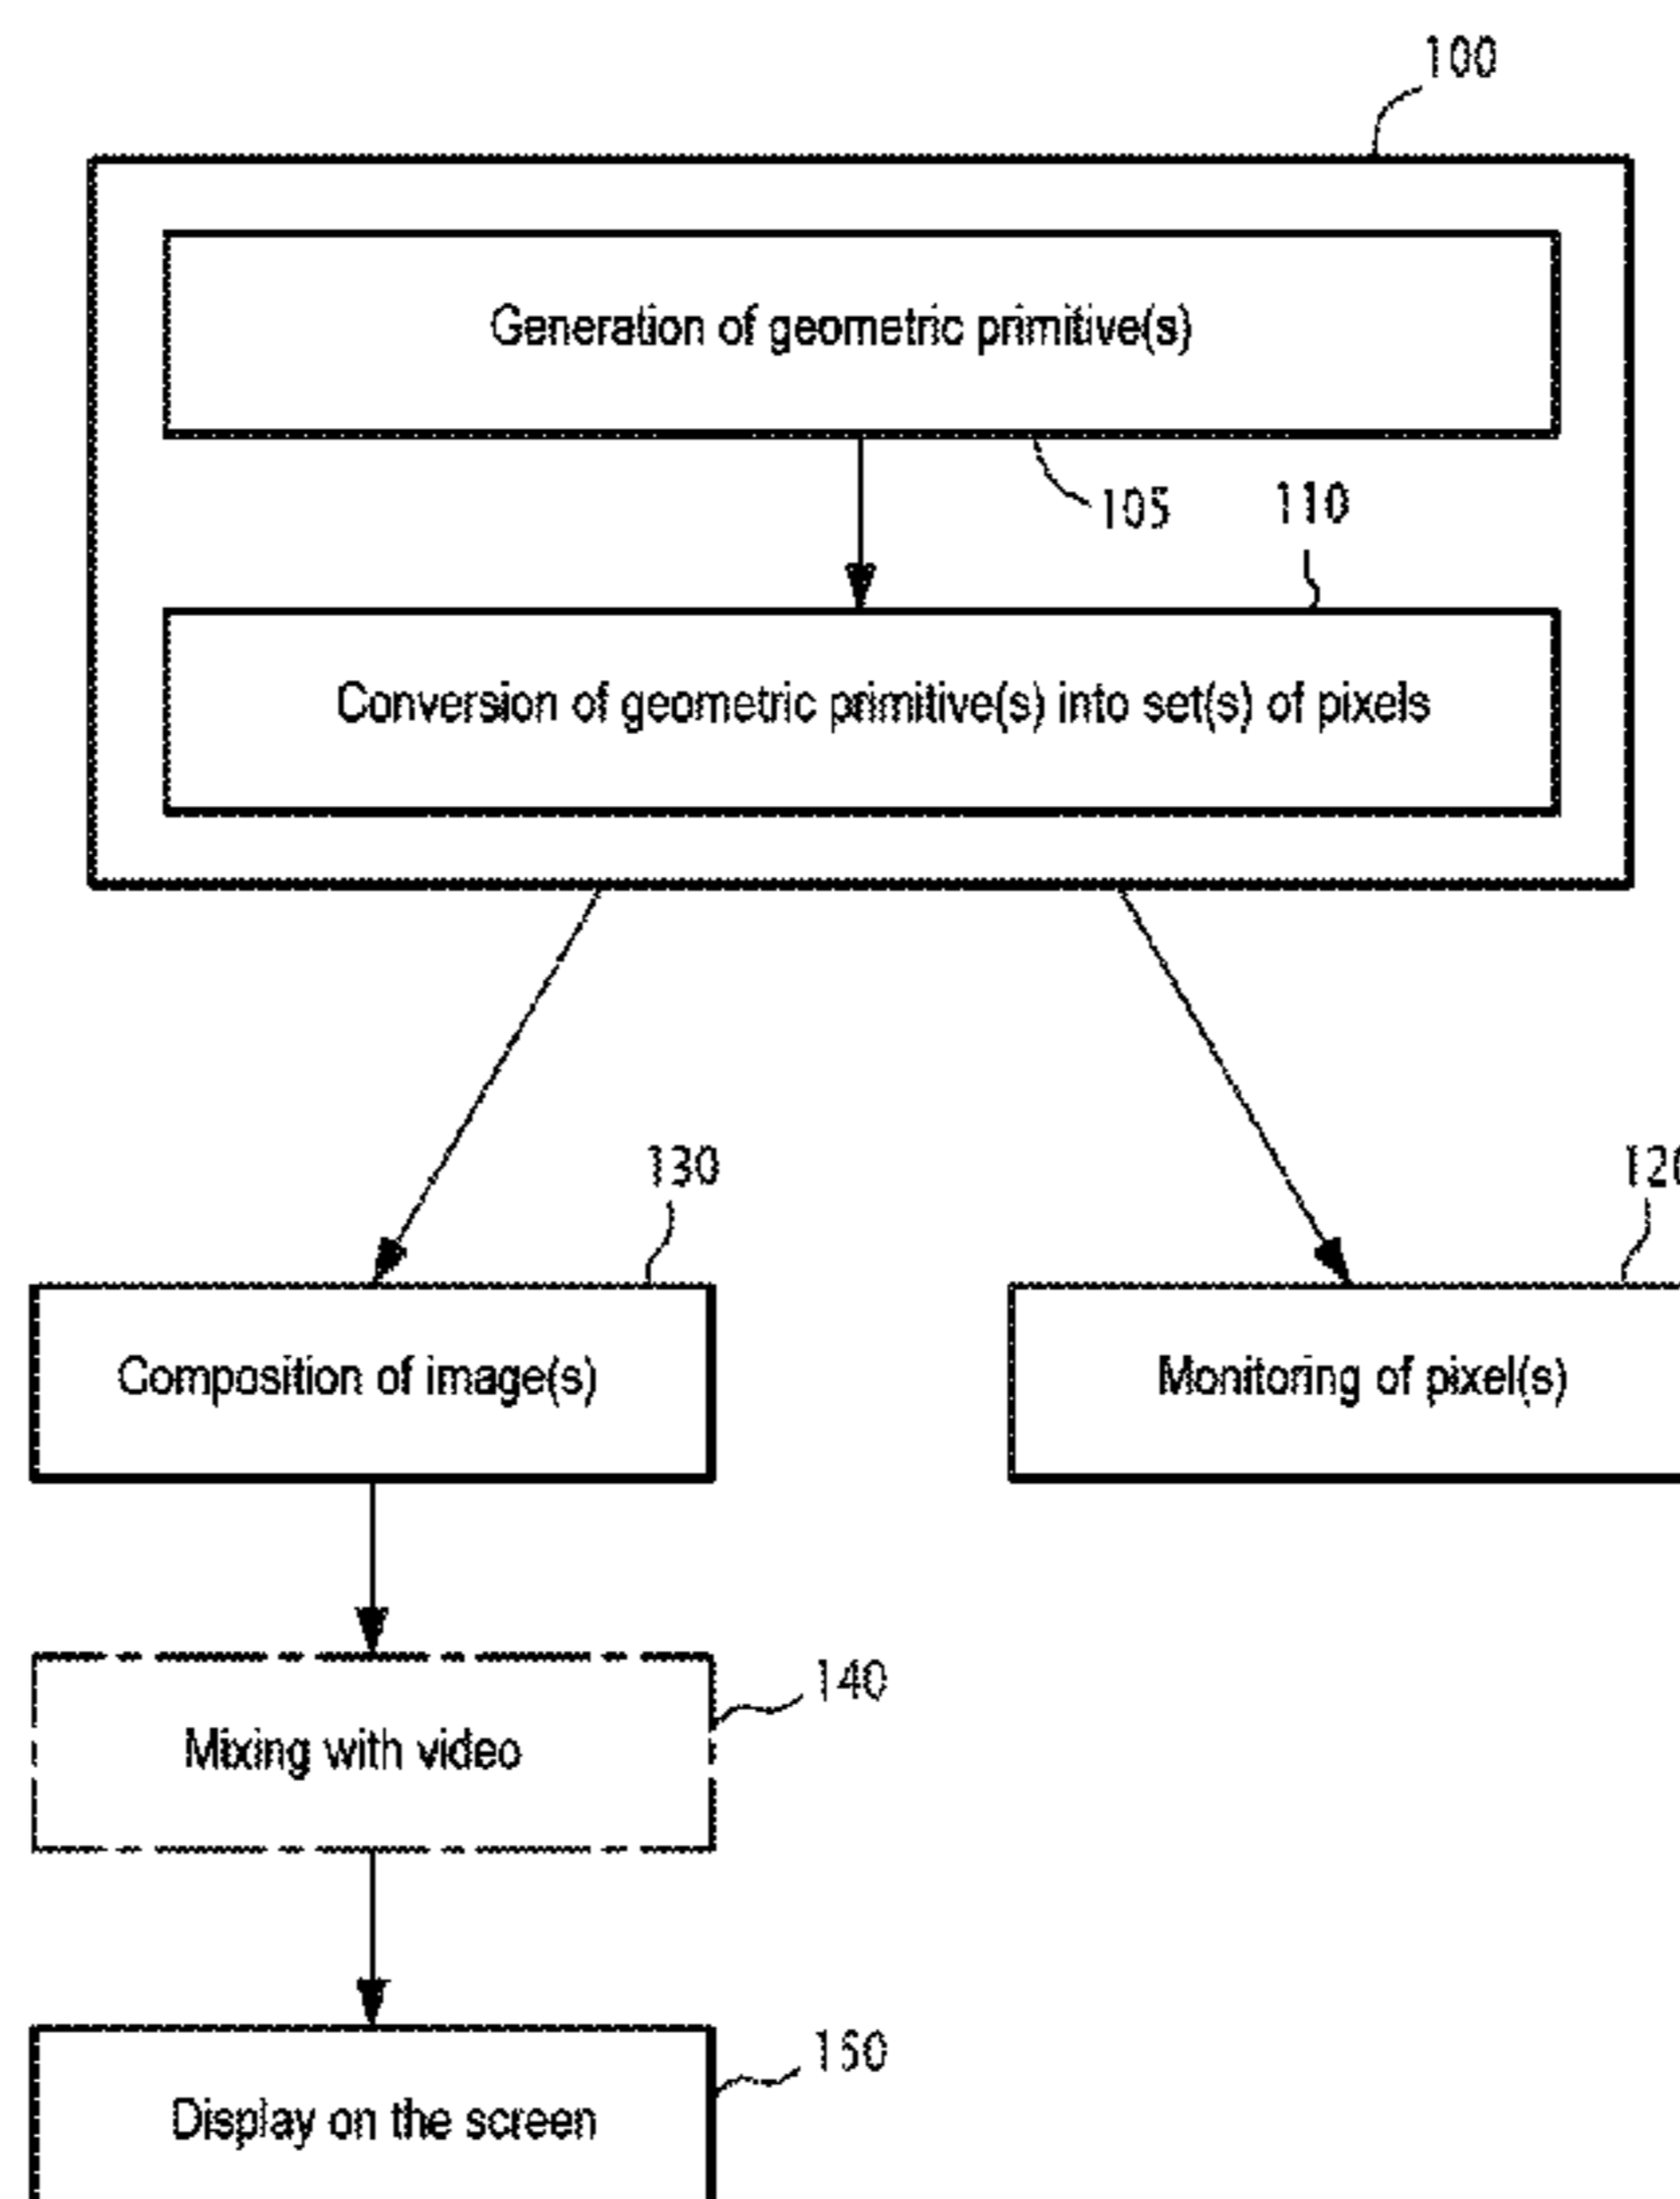 100
Generation of geometric primitive(s)
105
110
Conversion of geometric primitive(s) into set(s) of pixels
130
120
Composition of image(s)
Monitoring of pixel(s)
140
Mixing with video
150
Display on the screen